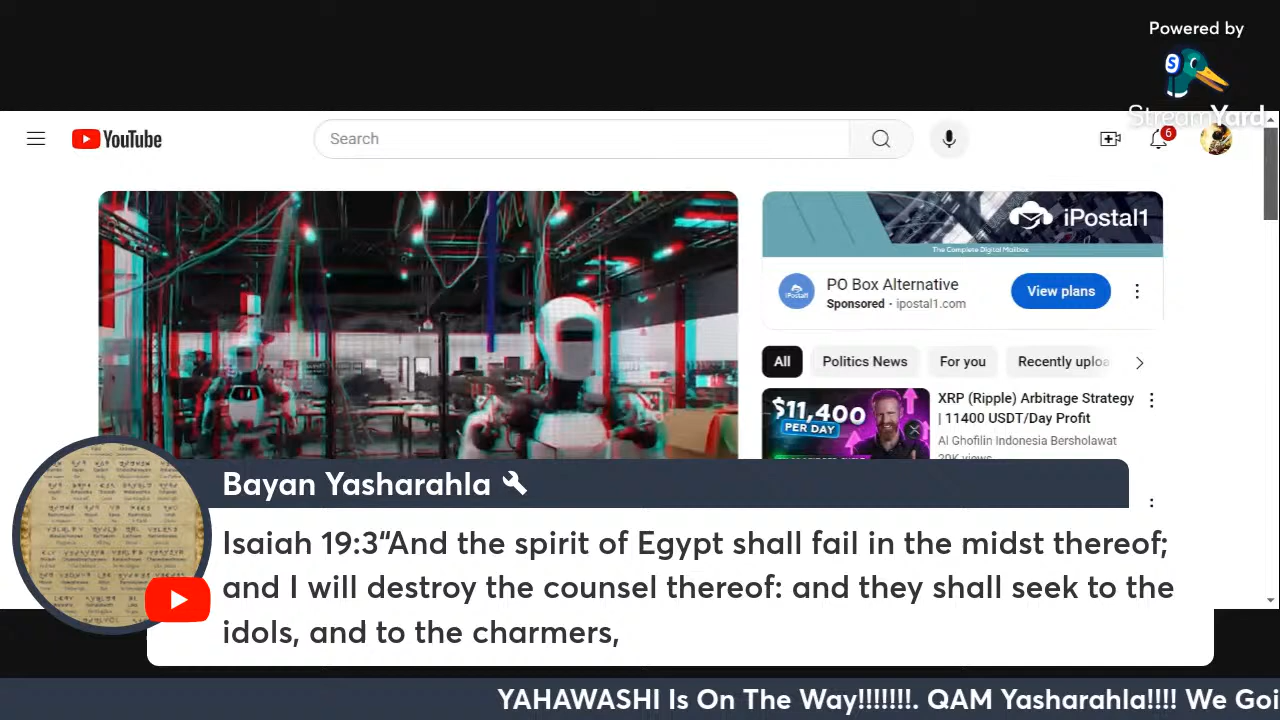 Powered by
StreamYard
YouTube
Search
6
iPostal1
The Complete Digital Mailbox
PO Box Alternative
Sponsored · ipostal1.com
View plans
All
Politics News
For you
Recently uploa
$11,400
PER DAY
XRP (Ripple) Arbitrage Strategy
| 11400 USDT/Day Profit
Al Ghofilin Indonesia Bersholawat
20K views
Bayan Yasharahla
Isaiah 19:3“And the spirit of Egypt shall fail in the midst thereof;
and I will destroy the counsel thereof: and they shall seek to the
idols, and to the charmers,
YAHAWASHI Is On The Way!!!!!!!. QAM Yasharahla!!!! We Goi